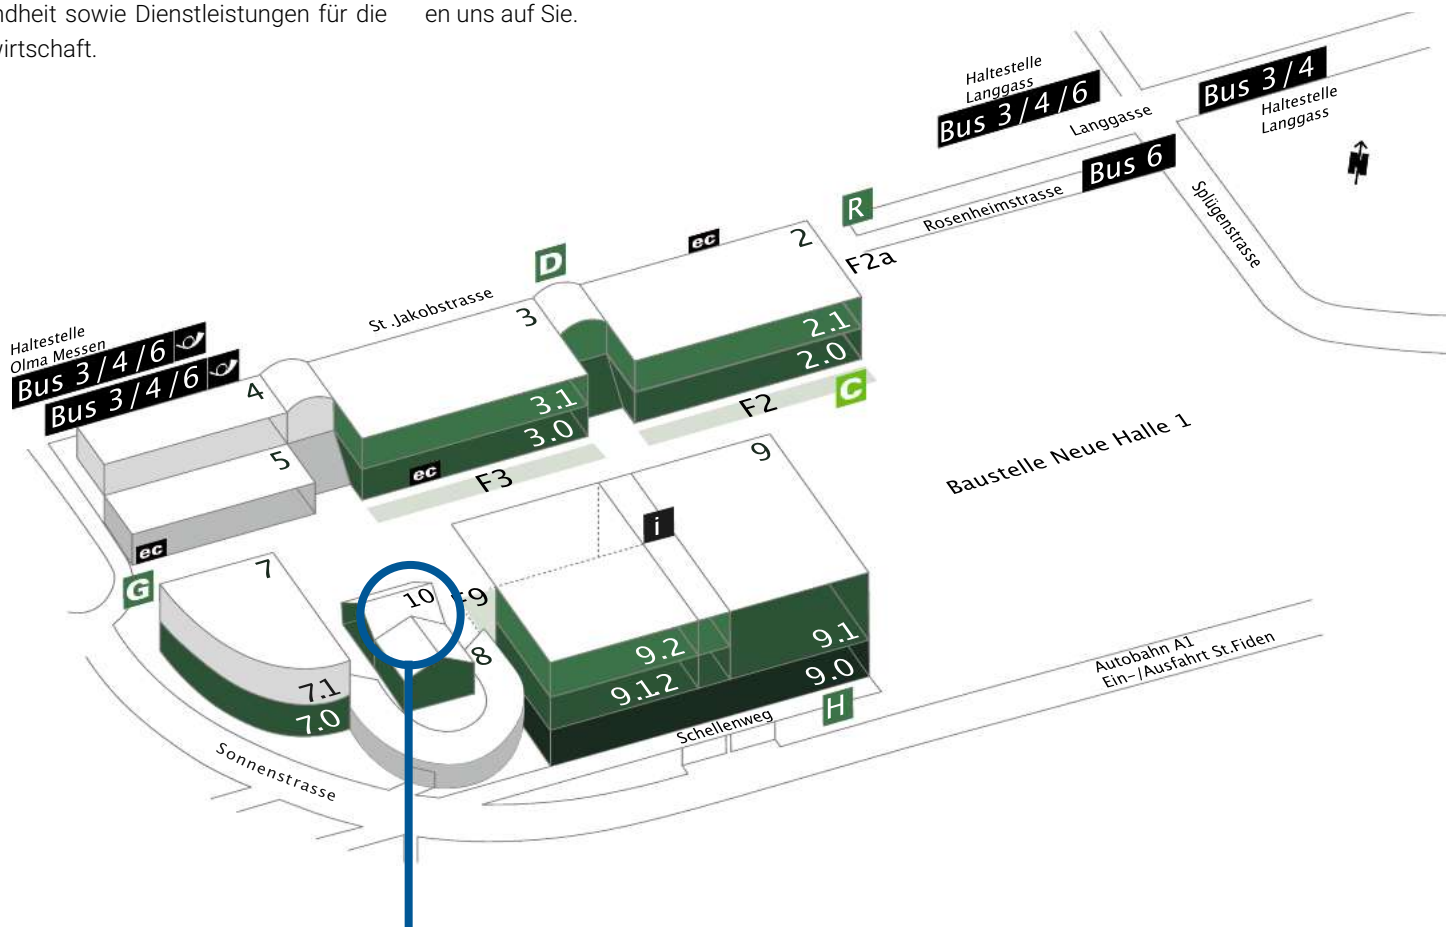 ndheit sowie Dienstleistungen für die
wirtschaft.
en uns auf Sie.
Haltestelle
Langgass
Bus 3/4/6
Bus 3/4
Haltestelle
Langgass
Langgasse
Bus 6
N
R
Rosenheimstrasse
Splügenstrasse
F2a
ec
2
D
St.Jakobstrasse
3
2.1
2.0
C
F2
Haltestelle
Olma Messen
Bus 3/4/6
Bus 3/4/6
4
3.1
3.0
ec
F3
5
ec
9
i
Baustelle Neue Halle 1
G
7
10
F9
8
9.2
9.1
9.1.2
9.0
7.1
7.0
H
Schellenweg
Sonnenstrasse
Autobahn A1
Ein-/Ausfahrt St.Fiden